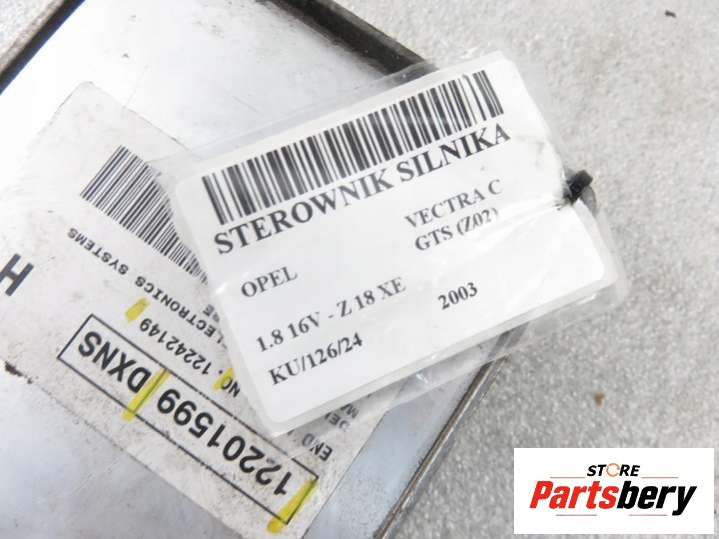 STEROWNIK SILNIKA
OPEL
VECTRA C
GTS (Z02)
1.8 16V - Z 18 XE
2003
KU/126/24
H
ELECTRONICS SYSTEMS
NO. 12242149
12201599 DXNS
STORE
Partsbery